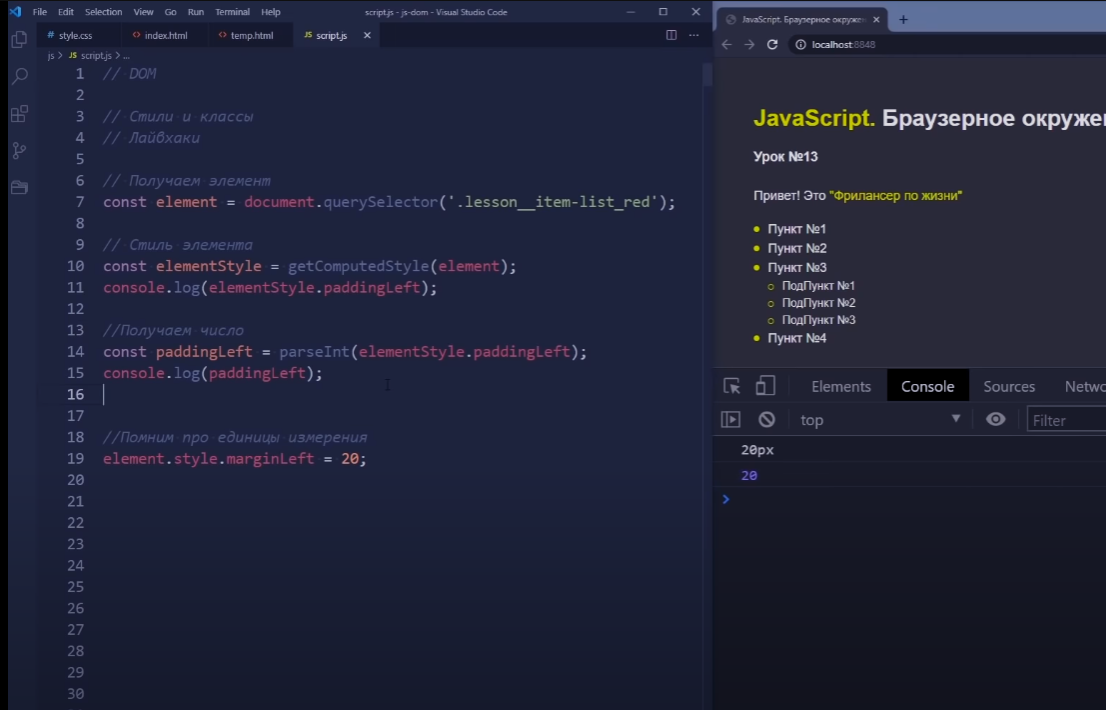 File Edit Selection View Go Run Terminal Help
script.js - js-dom - Visual Studio Code
# style.css <> index.html <> temp.html JS script.js
js > JS script.js > ...
1 // DOM
2
3 // Стили и классы
4 // Лайвхаки
5
6 // Получаем элемент
7 const element = document.querySelector('.lesson__item-list_red');
8
9 // Стиль элемента
10 const elementStyle = getComputedStyle(element);
11 console.log(elementStyle.paddingLeft);
12
13 //Получаем число
14 const paddingLeft = parseInt(elementStyle.paddingLeft);
15 console.log(paddingLeft);
16
17
18 //Помним про единицы измерения
19 element.style.marginLeft = 20;
20
21
22
23
24
25
26
27
28
29
30
JavaScript. Браузерное окруже
localhost:8848
JavaScript. Браузерное окруже
Урок №13
Привет! Это "Фрилансер по жизни"
Пункт №1
Пункт №2
Пункт №3
ПодПункт №1
ПодПункт №2
ПодПункт №3
Пункт №4
Elements Console Sources Netwo
top Filter
20px
20
>